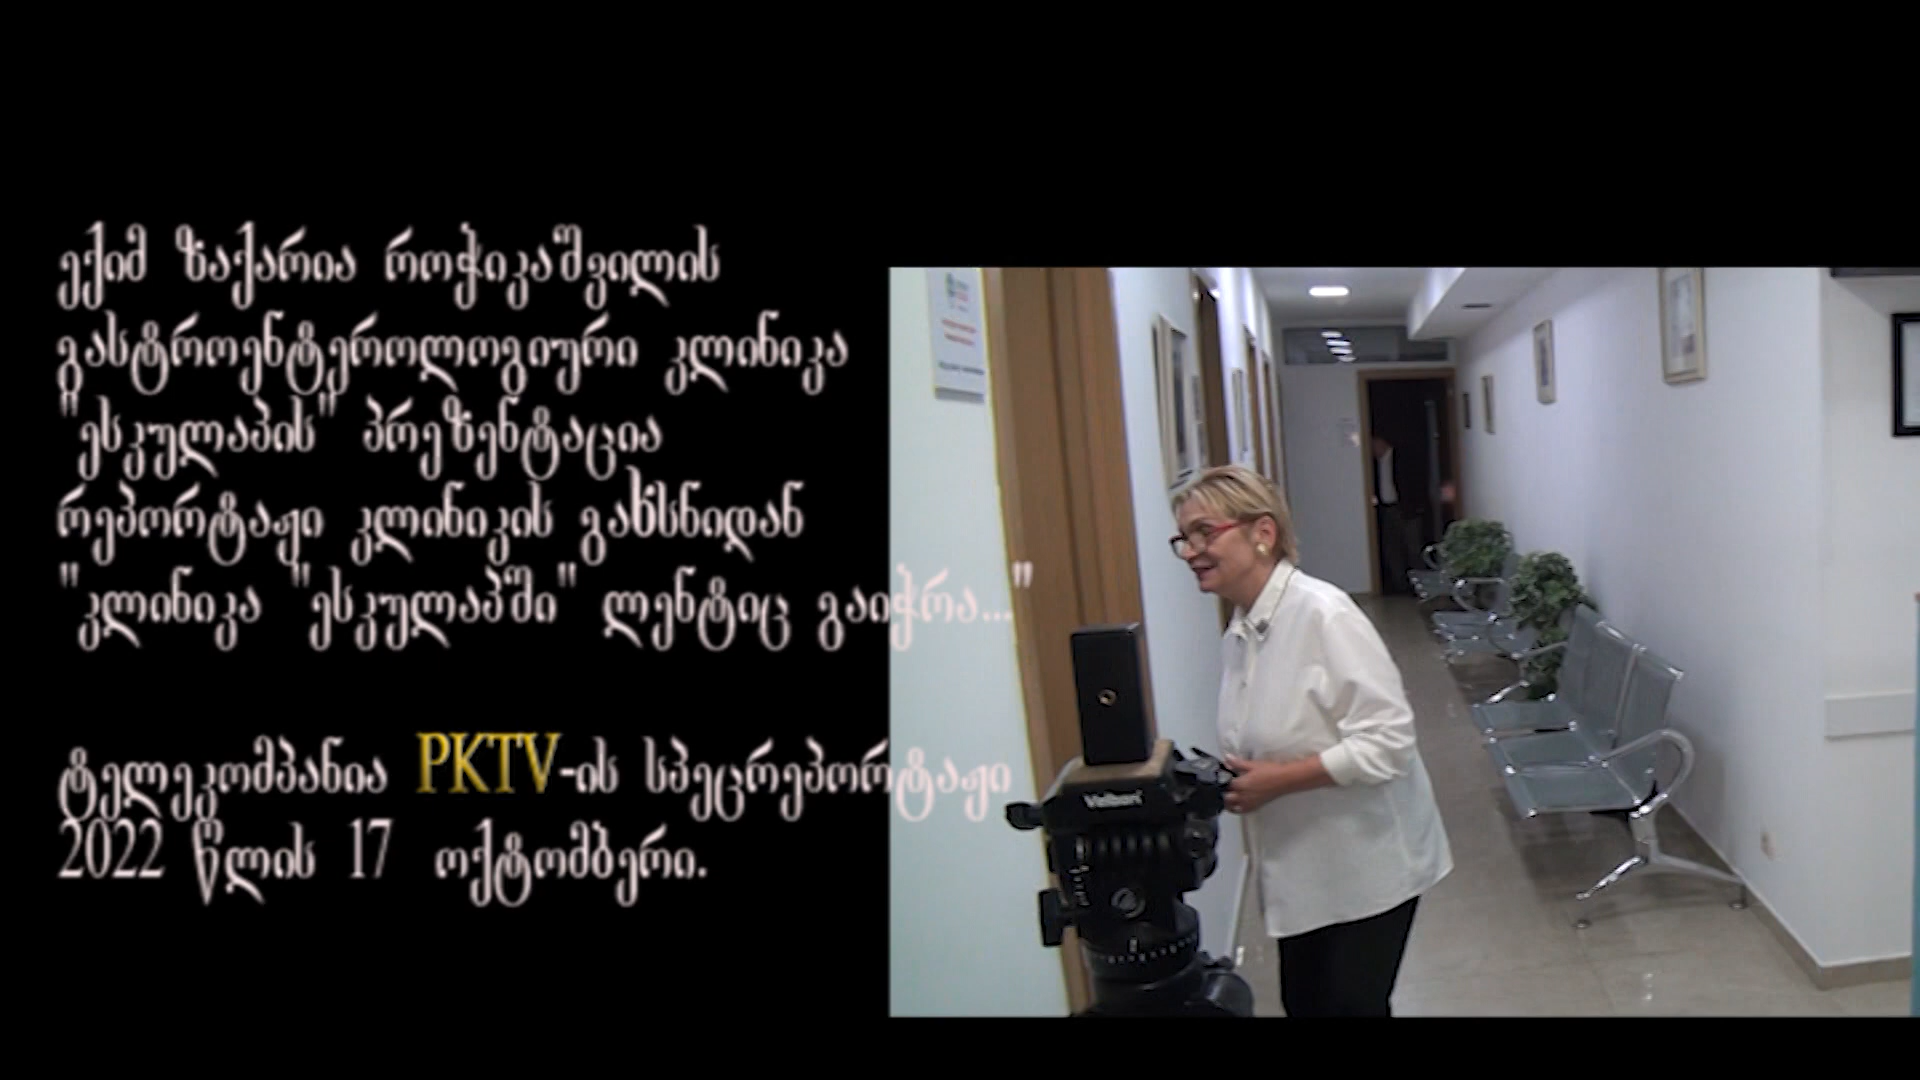 ექიმ ზაქარია როჭიკაშვილის
გასტროენტეროლოგიური კლინიკა
"ესკულაპის" პრეზენტაცია
რეპორტაჟი კლინიკის გახსნიდან
"კლინიკა "ესკულაპში" ლენტიც გაიჭრა..."
ტელეკომპანია PKTV-ის სპეცრეპორტაჟი
2022 წლის 17 ოქტომბერი.
Velbon